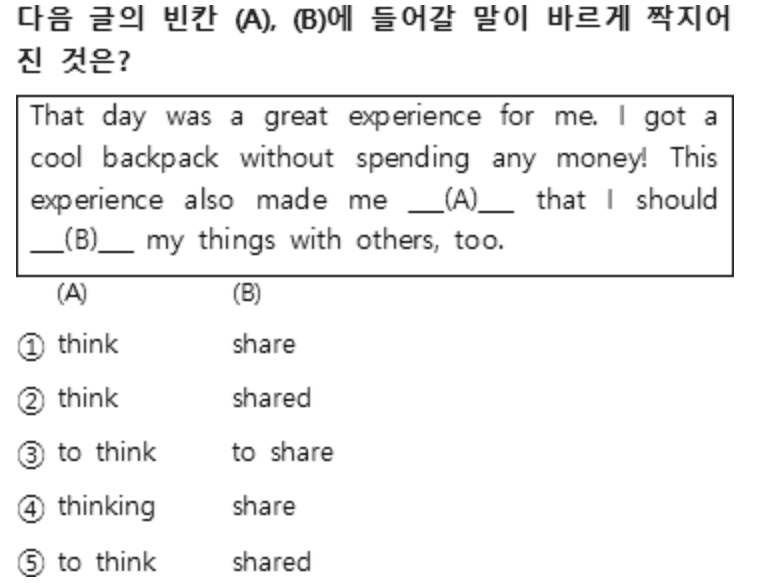 다음 글의 빈칸 (A), (B)에 들어갈 말이 바르게 짝지어
진 것은?
That day was a great experience for me. I got a
cool backpack without spending any money! This
experience also made me __(A)__ that I should
__(B)__ my things with others, too.
(A) (B)
① think share
② think shared
③ to think to share
④ thinking share
⑤ to think shared